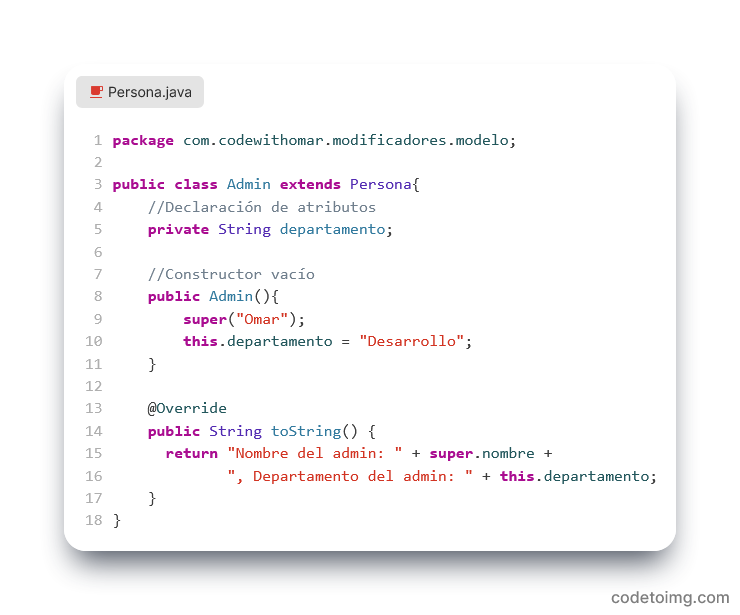 Persona.java
1 package com.codewithomar.modificadores.modelo;
2
3 public class Admin extends Persona{
4     //Declaración de atributos
5     private String departamento;
6
7     //Constructor vacío
8     public Admin(){
9         super("Omar");
10         this.departamento = "Desarrollo";
11     }
12
13     @Override
14     public String toString() {
15       return "Nombre del admin: " + super.nombre +
16              ", Departamento del admin: " + this.departamento;
17     }
18 }
codetoimg.com